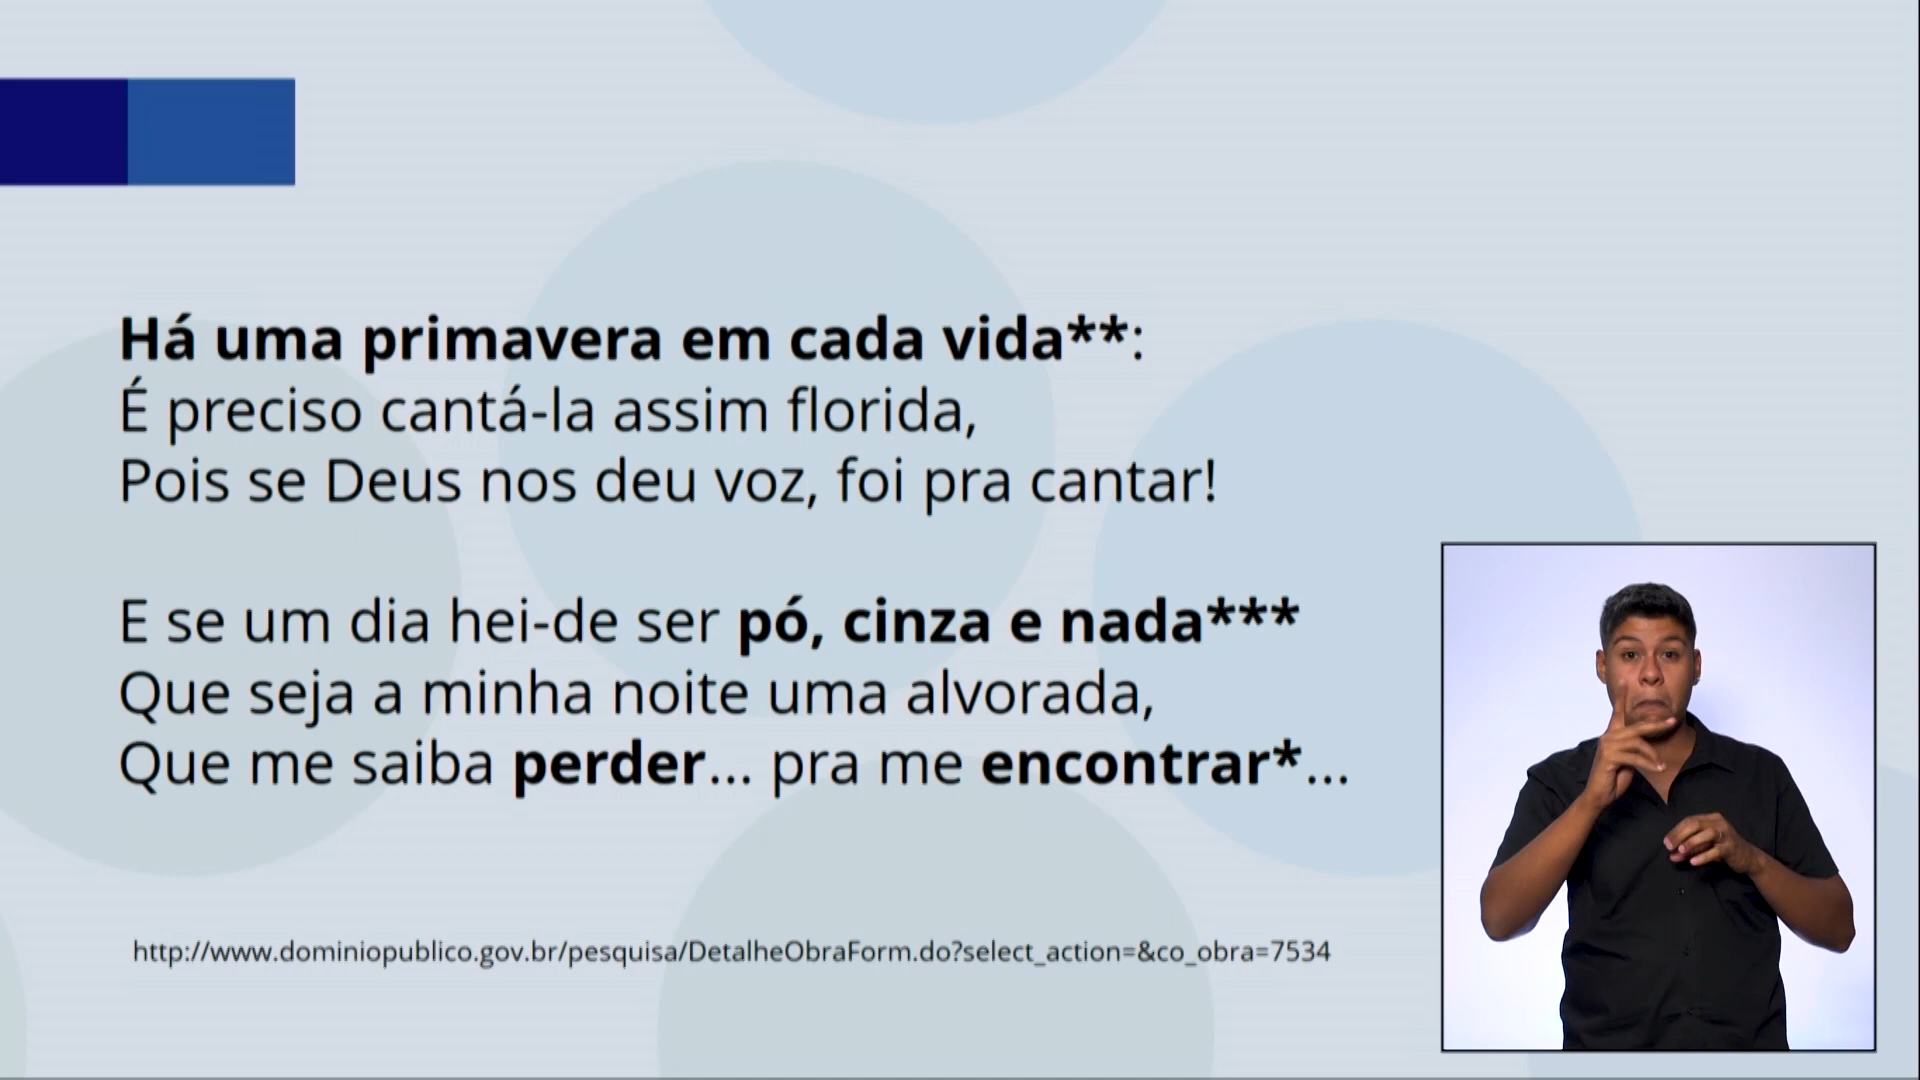 Há uma primavera em cada vida**:
É preciso cantá-la assim florida,
Pois se Deus nos deu voz, foi pra cantar!
E se um dia hei-de ser pó, cinza e nada***
Que seja a minha noite uma alvorada,
Que me saiba perder... pra me encontrar*...
http://www.dominiopublico.gov.br/pesquisa/DetalheObraForm.do?select_action=&co_obra=7534